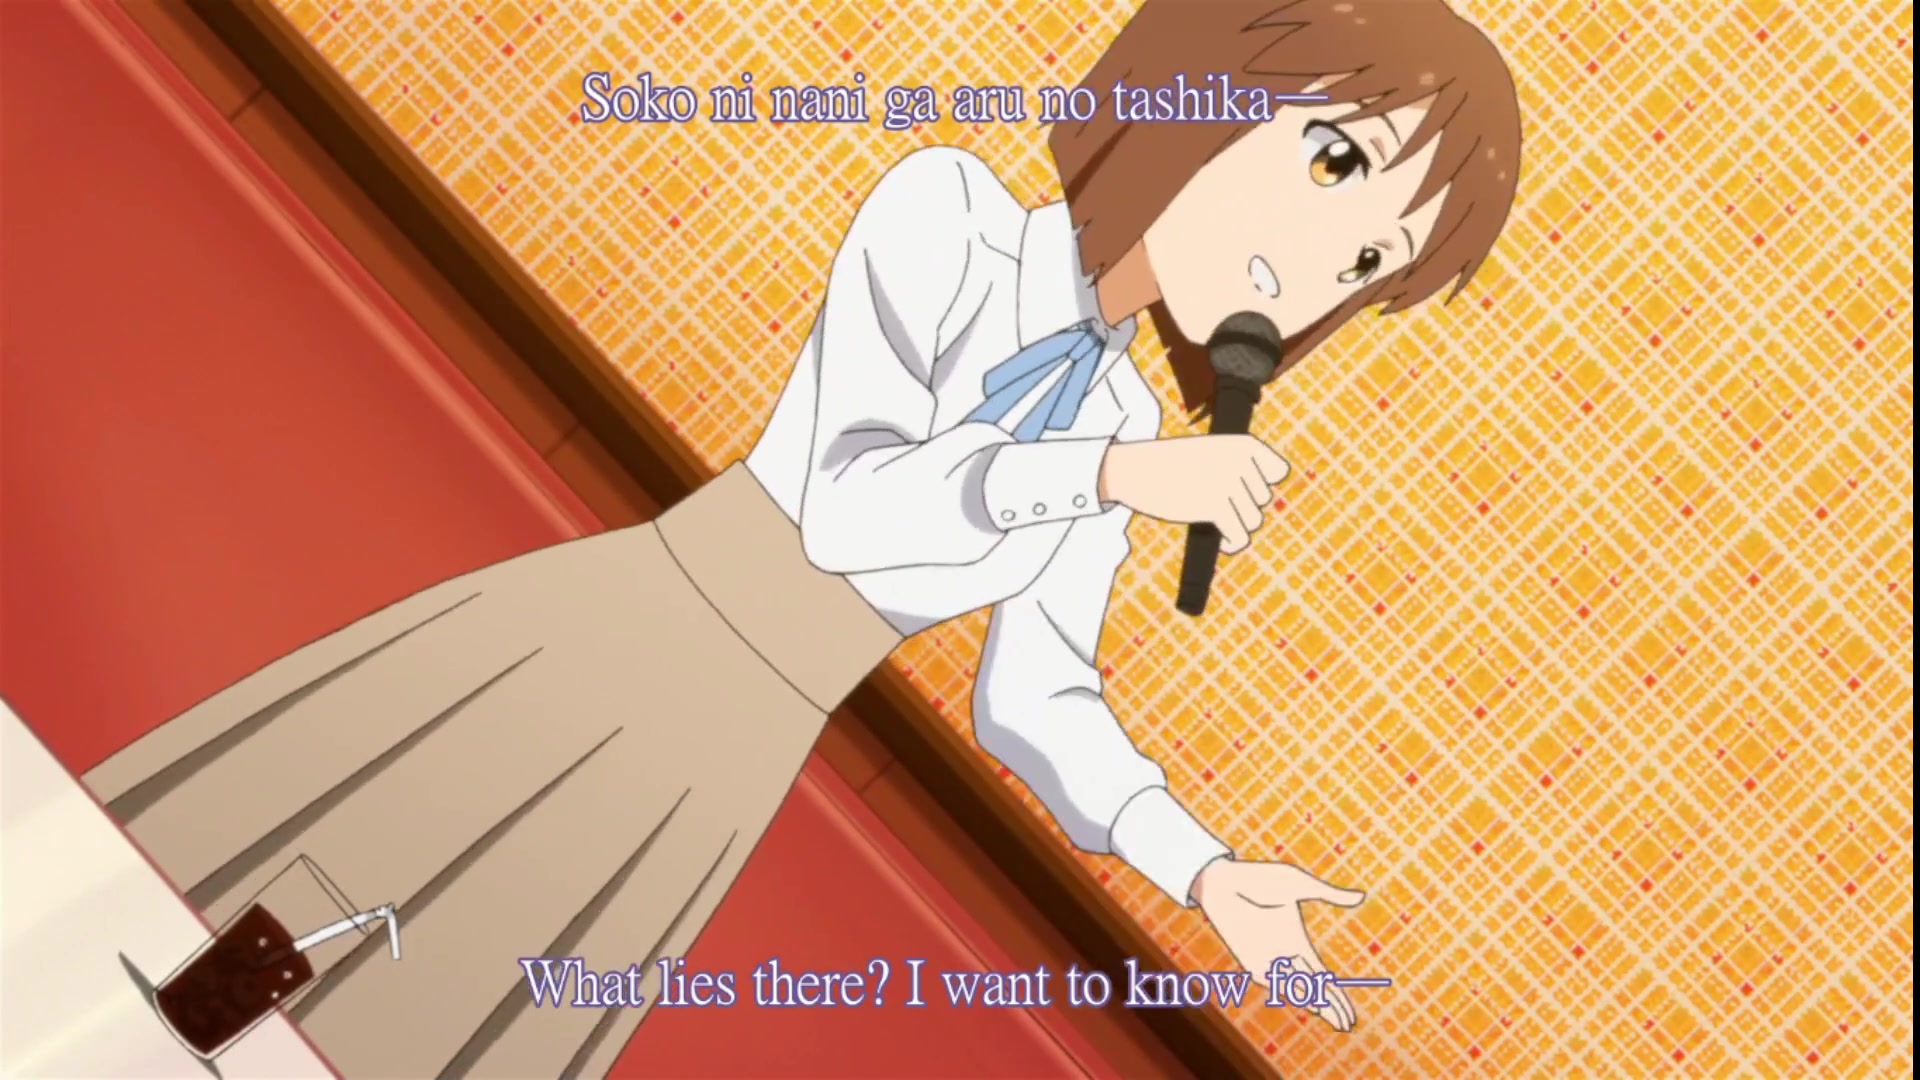 Soko ni nani ga aru no tashika—
What lies there? I want to know for—